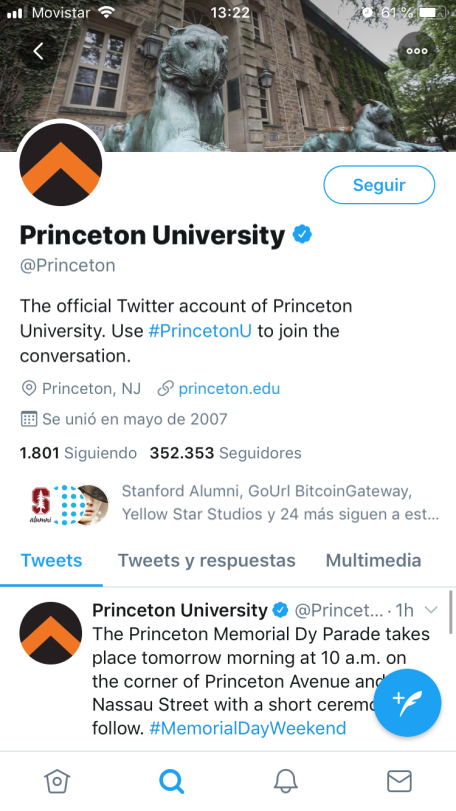 Movistar 13:22 61 %
Seguir
Princeton University
@Princeton
The official Twitter account of Princeton
University. Use #PrincetonU to join the
conversation.
Princeton, NJ princeton.edu
Se unió en mayo de 2007
1.801 Siguiendo 352.353 Seguidores
alumni
Stanford Alumni, GoUrl BitcoinGateway,
Yellow Star Studios y 24 más siguen a est...
Tweets Tweets y respuestas Multimedia
Princeton University @Princet... · 1h
The Princeton Memorial Dy Parade takes
place tomorrow morning at 10 a.m. on
the corner of Princeton Avenue and
Nassau Street with a short
follow. #MemorialDayWeekend